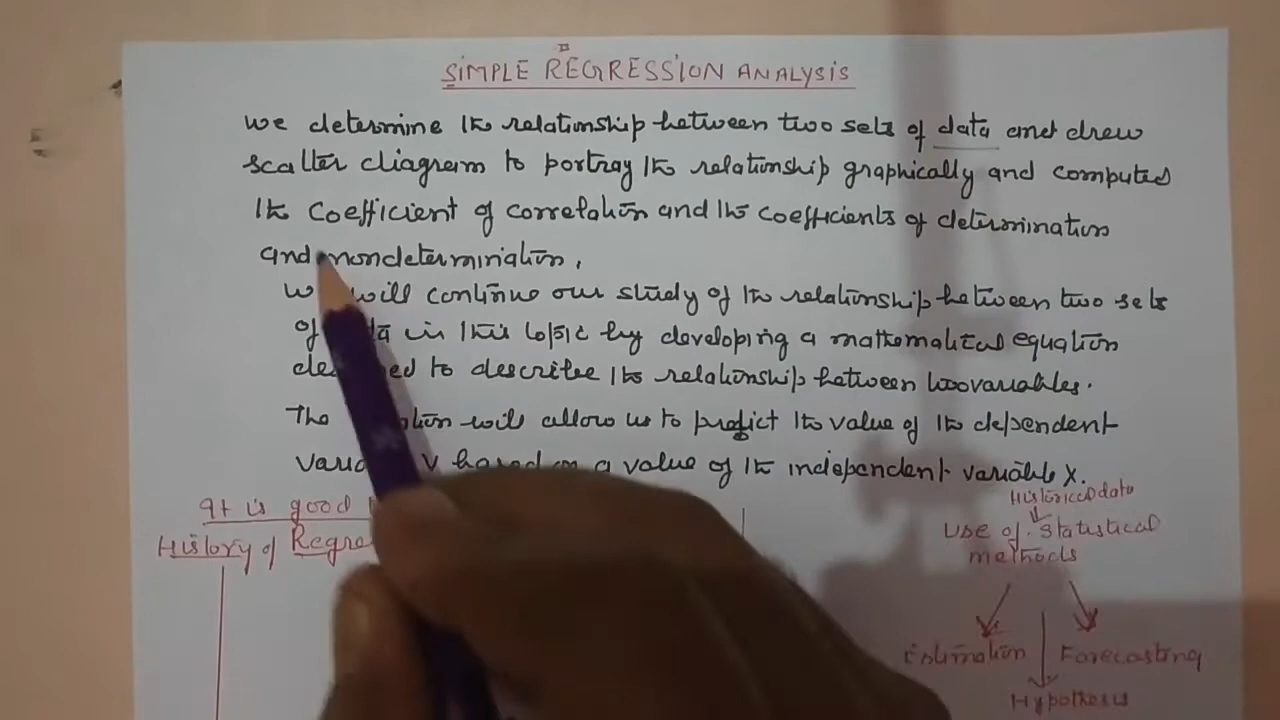 SIMPLE REGRESSION ANALYSIS
We determine the relationship between two sets of data and drew
scatter diagram to portray the relationship graphically and computed
the coefficient of correlation and the coefficients of determination
and nondetermination.
will continue our study of the relationship between two sets
of in this topic by developing a mathematical equation
to describe the relationship between two variables.
The will allow us to predict the value of the dependent
based on a value of the independent variable X.
It is good
History of
Historical data
Use of Statistical
methods
Estimation
Forecasting
Hypothesis